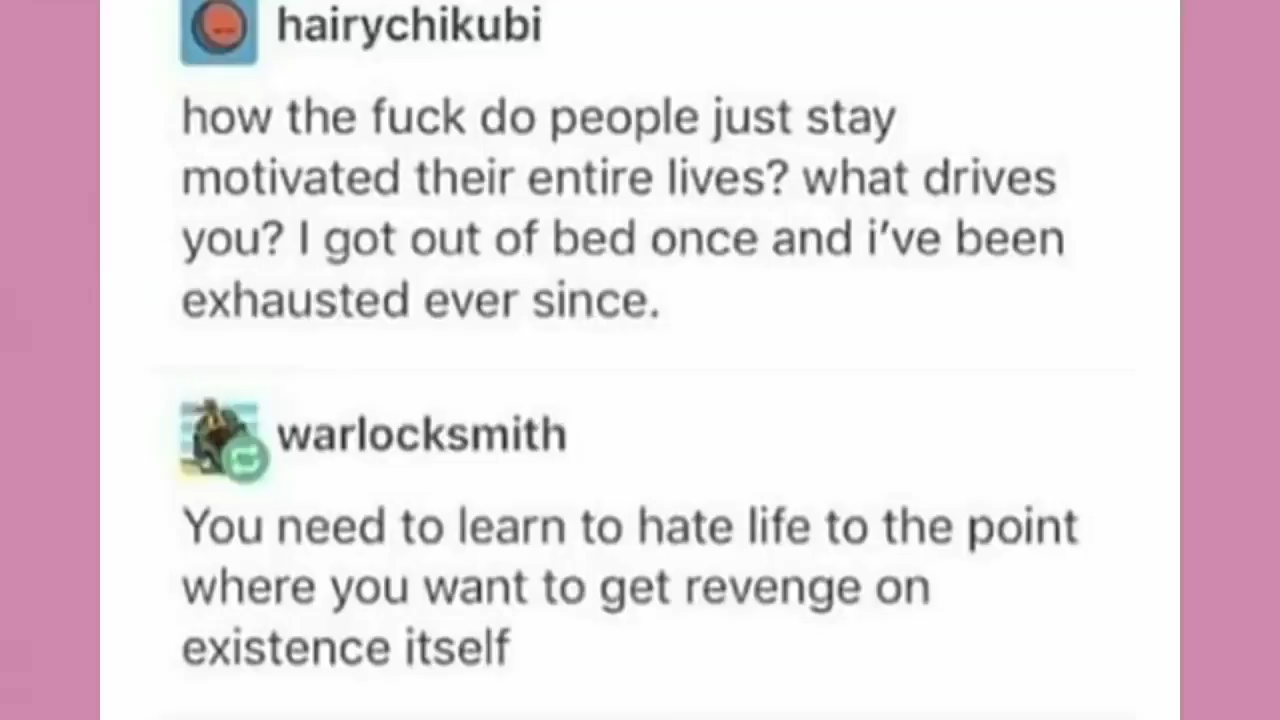 hairychikubi
how the fuck do people just stay
motivated their entire lives? what drives
you? I got out of bed once and i've been
exhausted ever since.
warlocksmith
You need to learn to hate life to the point
where you want to get revenge on
existence itself